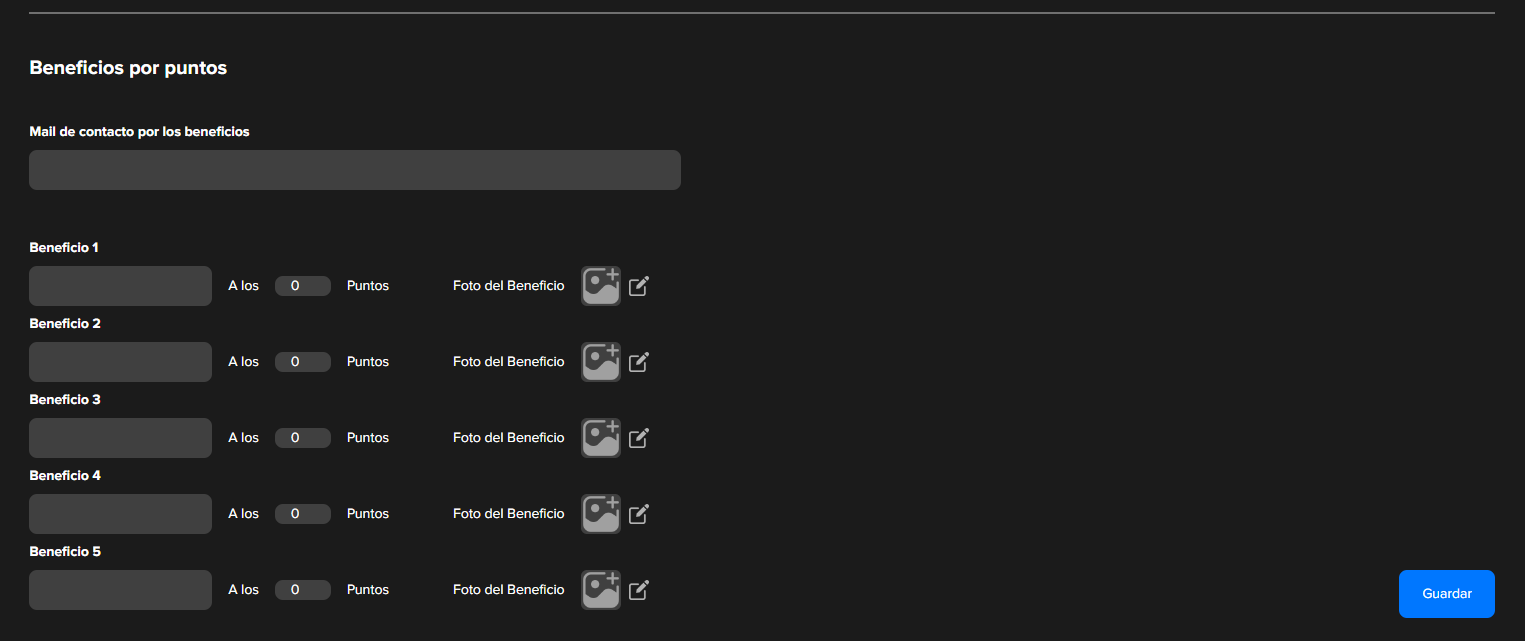 Beneficios por puntos
Mail de contacto por los beneficios
Beneficio 1
A los 0 Puntos Foto del Beneficio
Beneficio 2
A los 0 Puntos Foto del Beneficio
Beneficio 3
A los 0 Puntos Foto del Beneficio
Beneficio 4
A los 0 Puntos Foto del Beneficio
Beneficio 5
A los 0 Puntos Foto del Beneficio
Guardar